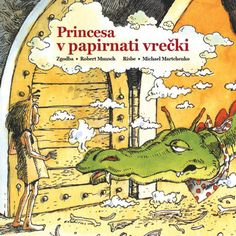 Princesa
v papirnati vrečki
Zgodba • Robert Munsch Risbe • Michael Martchenko